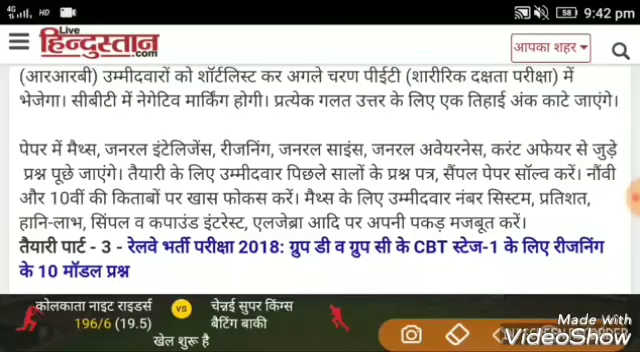 4G HD 58 9:42 pm
Live
हिन्दुस्तान
.com
आपका शहर
(आरआरबी) उम्मीदवारों को शॉर्टलिस्ट कर अगले चरण पीईटी (शारीरिक दक्षता परीक्षा) में
भेजेगा। सीबीटी में नेगेटिव मार्किंग होगी। प्रत्येक गलत उत्तर के लिए एक तिहाई अंक काटे जाएंगे।
पेपर में मैथ्स, जनरल इंटेलिजेंस, रीजनिंग, जनरल साइंस, जनरल अवेयरनेस, करंट अफेयर से जुड़े
प्रश्न पूछे जाएंगे। तैयारी के लिए उम्मीदवार पिछले सालों के प्रश्न पत्र, सैंपल पेपर सॉल्व करें। नौंवी
और 10वीं की किताबों पर खास फोकस करें। मैथ्स के लिए उम्मीदवार नंबर सिस्टम, प्रतिशत,
हानि-लाभ, सिंपल व कपाउंड इंटरेस्ट, एलजेब्रा आदि पर अपनी पकड़ मजबूत करें।
तैयारी पार्ट - 3 - रेलवे भर्ती परीक्षा 2018: ग्रुप डी व ग्रुप सी के CBT स्टेज-1 के लिए रीजनिंग
के 10 मॉडल प्रश्न
कोलकाता नाइट राइडर्स vs चेन्नई सुपर किंग्स
196/6 (19.5) बैटिंग बाकी
खेल शुरू है
Made With
VideoShow